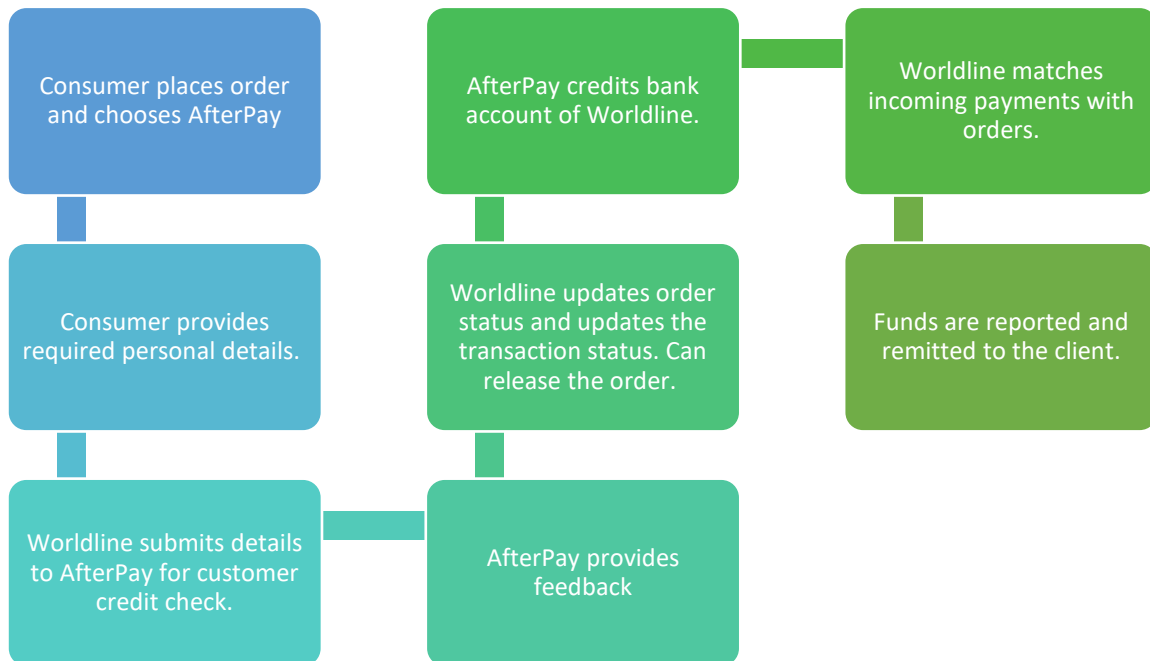 Consumer places order
and chooses AfterPay
Consumer provides
required personal details.
Worldline submits details
to AfterPay for customer
credit check.
AfterPay provides
feedback
Worldline updates order
status and updates the
transaction status. Can
release the order.
AfterPay credits bank
account of Worldline.
Worldline matches
incoming payments with
orders.
Funds are reported and
remitted to the client.